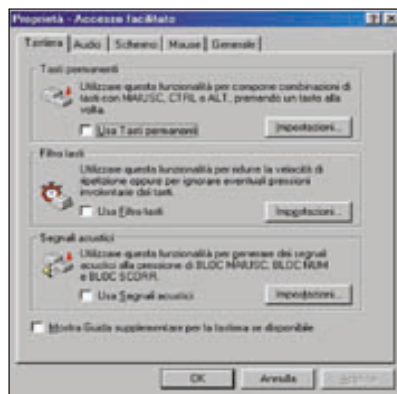 Proprietà - Accesso facilitato
Tastiera Audio Schermo Mouse Generale
Tasti permanenti
Utilizzare questa funzionalità per comporre combinazioni di
tasti con MAIUSC, CTRL e ALT, premendo un tasto alla
volta.
Usa Tasti permanenti
Impostazioni...
Filtro tasti
Utilizzare questa funzionalità per ridurre la velocità di
ripetizione oppure per ignorare eventuali pressioni
involontarie dei tasti.
Usa Filtro tasti
Impostazioni...
Segnali acustici
Utilizzare questa funzionalità per generare dei segnali
acustici alla pressione di BLOC MAIUSC, BLOC NUM
e BLOC SCORR.
Usa Segnali acustici
Impostazioni...
Mostra Guida supplementare per la tastiera se disponibile
OK Annulla